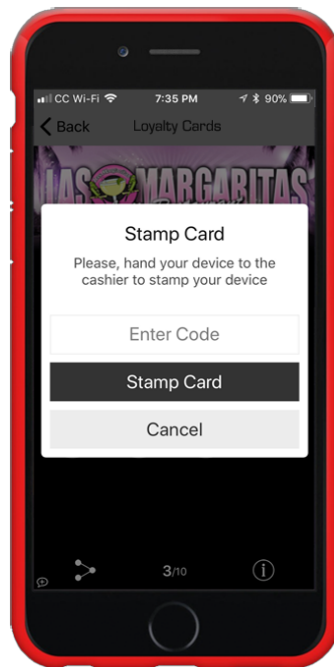 CC Wi-Fi 7:35 PM 90%
Back Loyalty Cards
LAS MARGARITAS
Stamp Card
Please, hand your device to the
cashier to stamp your device
Enter Code
Stamp Card
Cancel
3/10